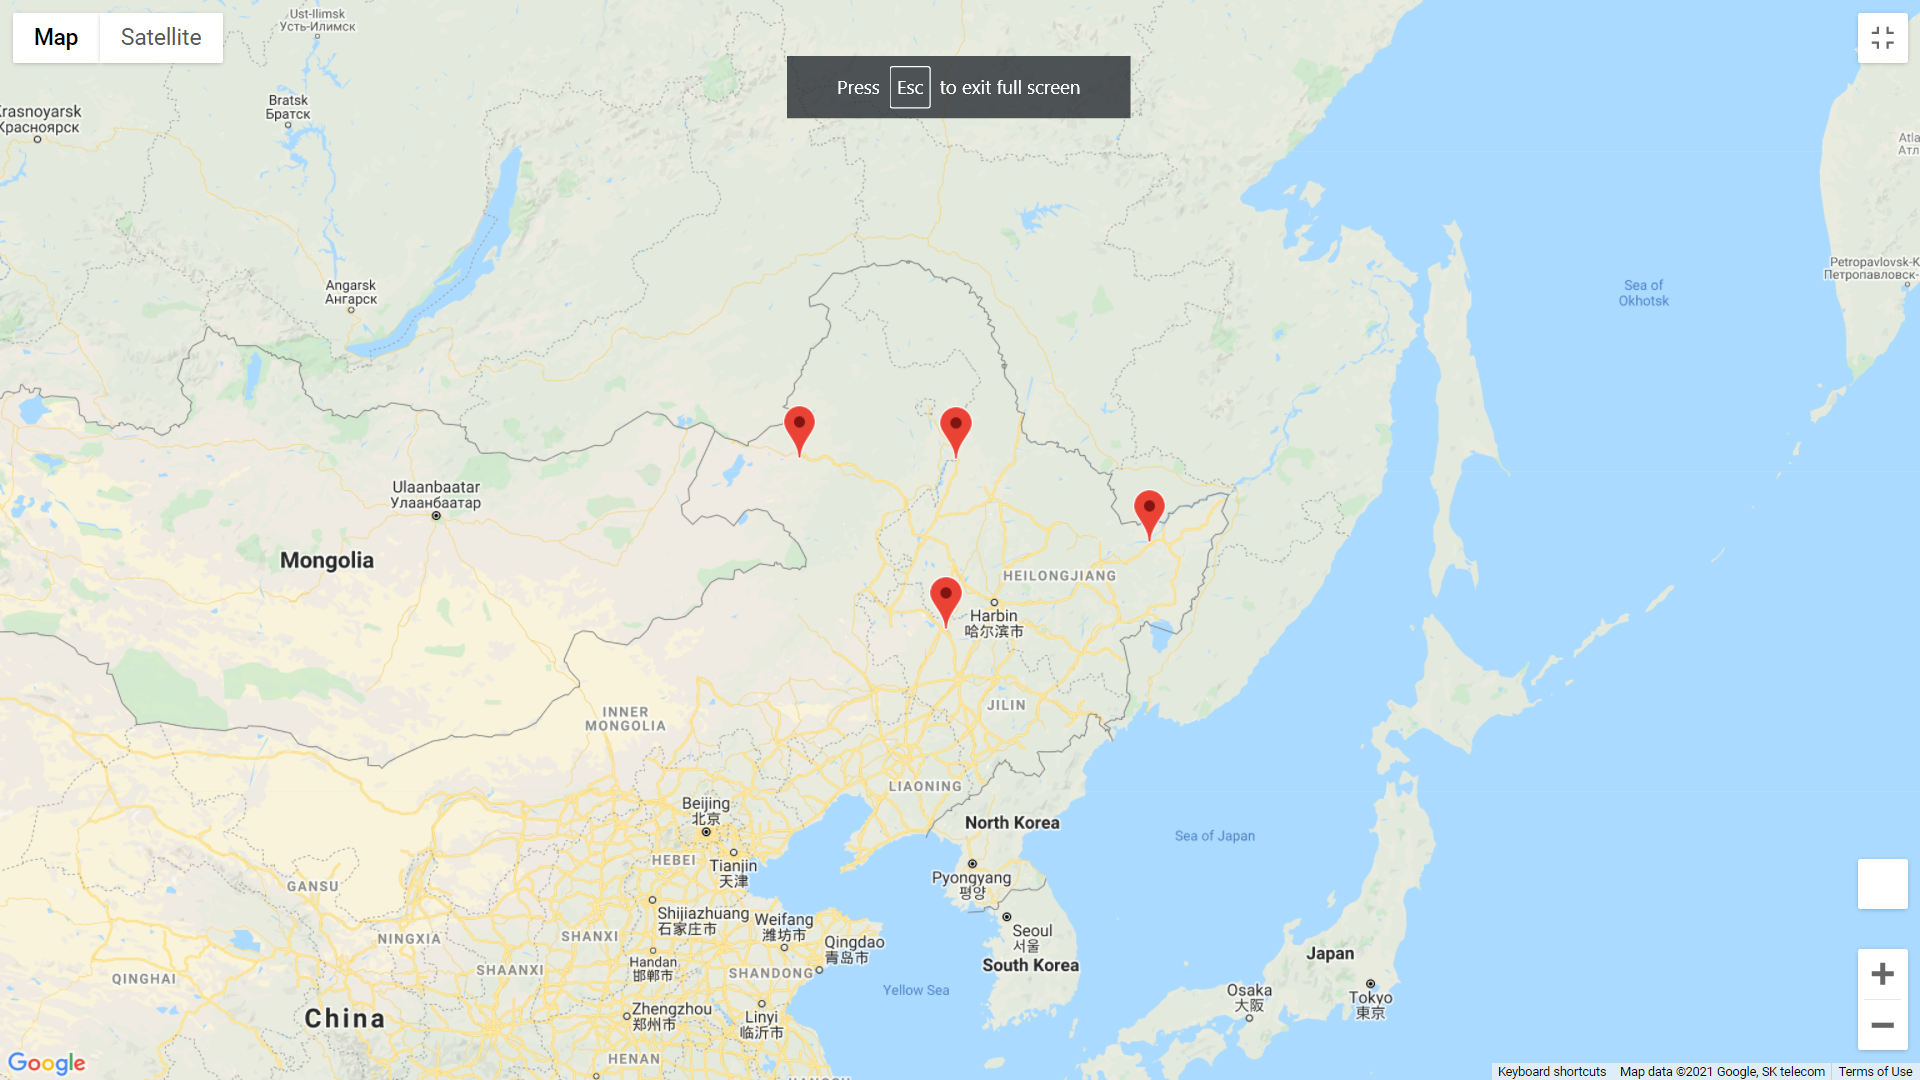 Ust-Ilimsk
Усть-Илимск
Map
Satellite
Press Esc to exit full screen
Bratsk
Братск
Krasnoyarsk
Красноярск
Angarsk
Ангарск
Petropavlovsk-K
Петропавловск-
Sea of
Okhotsk
Ulaanbaatar
Улаанбаатар
Mongolia
HEILONGJIANG
Harbin
哈尔滨市
INNER
MONGOLIA
JILIN
LIAONING
Beijing
北京
North Korea
Sea of Japan
HEBEI
Tianjin
天津
Pyongyang
평양
GANSU
Shijiazhuang
石家庄市
Weifang
潍坊市
Seoul
서울
NINGXIA
SHANXI
Qingdao
青岛市
Japan
South Korea
Handan
邯郸市
SHAANXI
SHANDONG
QINGHAI
Yellow Sea
Osaka
大阪
Tokyo
東京
China
Zhengzhou
郑州市
Linyi
临沂市
HENAN
Google
Keyboard shortcuts
Map data ©2021 Google, SK telecom
Terms of Use